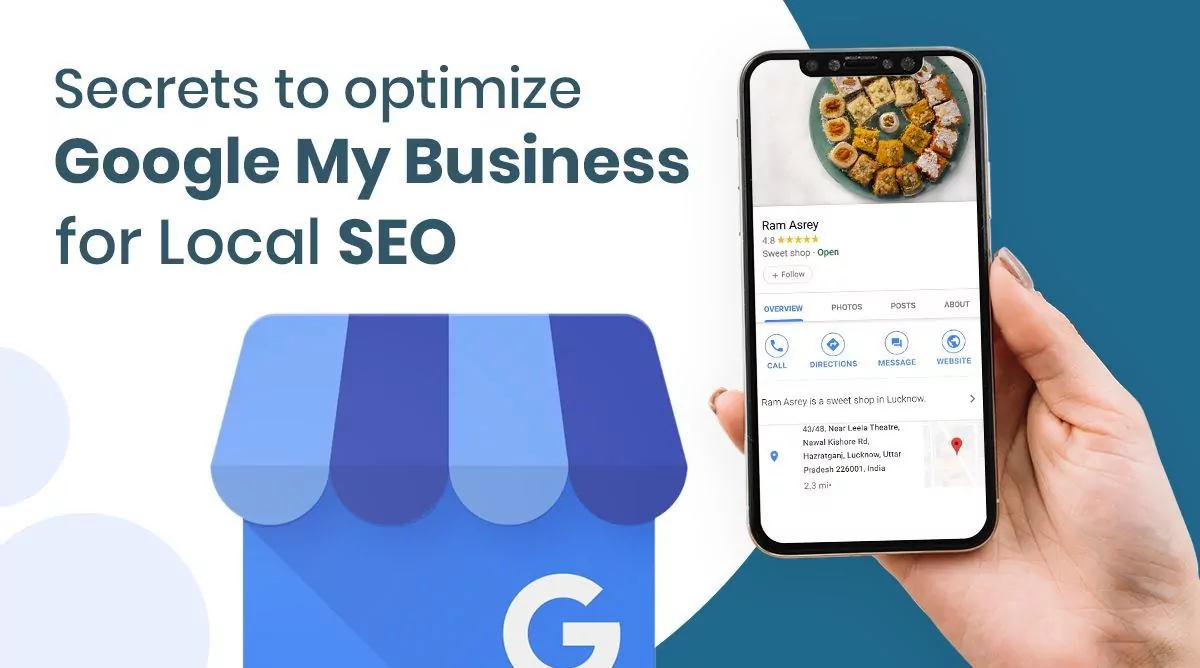 Secrets to optimize
Google My Business
for Local SEO
Ram Asrey
4.8
Sweet shop · Open
+ Follow
OVERVIEW PHOTOS POSTS ABOUT
CALL DIRECTIONS MESSAGE WEBSITE
Ram Asrey is a sweet shop in Lucknow.
43/48, Near Leela Theatre,
Nawal Kishore Rd,
Hazratganj, Lucknow, Uttar
Pradesh 226001, India
2.3 mi·
G